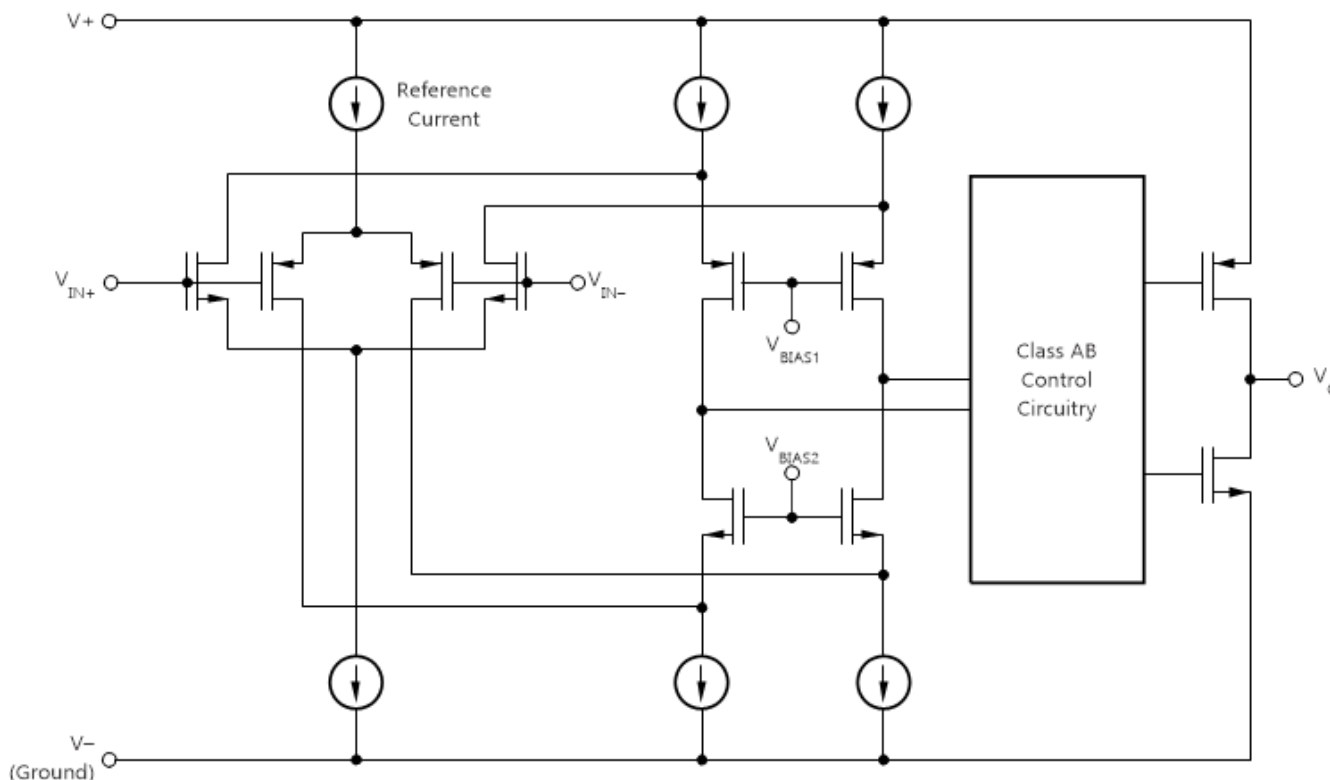 V+
Reference
Current
VIN+
VIN−
VBIAS1
VBIAS2
Class AB
Control
Circuitry
V−
(Ground)